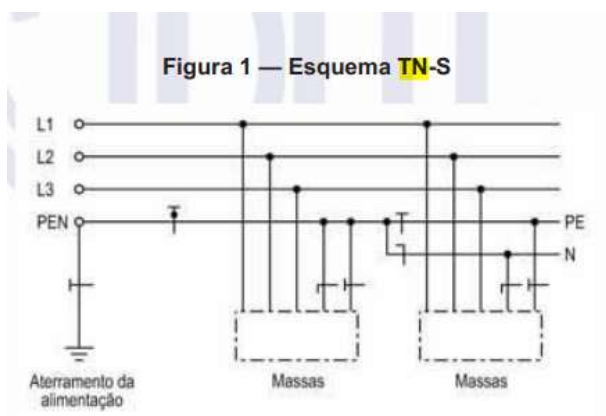 Figura 1 — Esquema TN-S
L1
L2
L3
PEN
PE
N
Aterramento da
alimentação
Massas
Massas